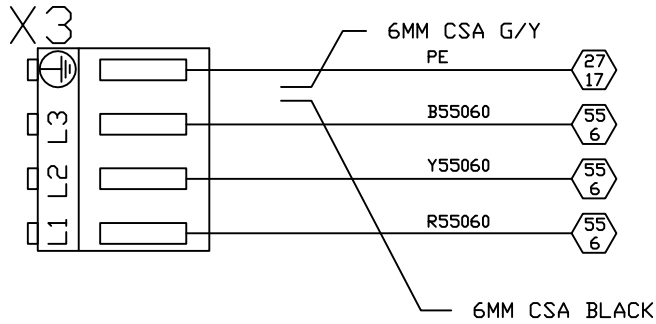 X3
6MM CSA G/Y
PE
27
17
L3
B55060
55
6
L2
Y55060
55
6
L1
R55060
55
6
6MM CSA BLACK